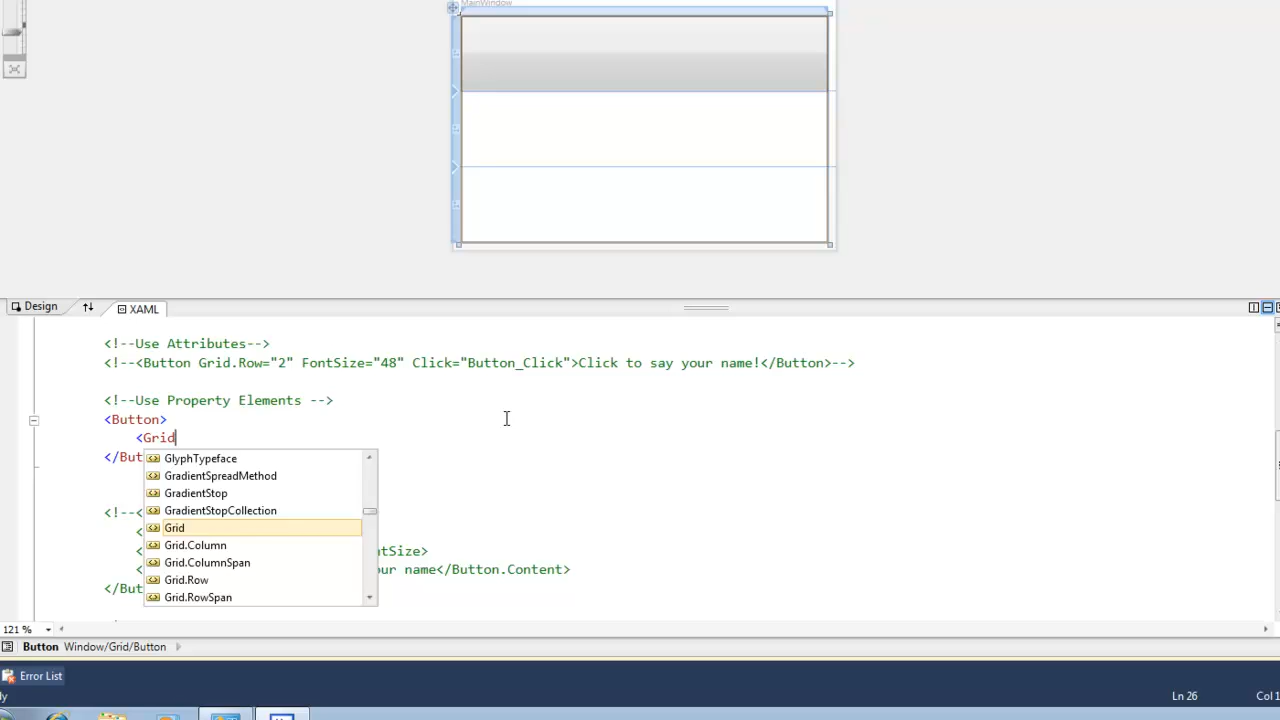 MainWindow
Design
XAML
<!--Use Attributes-->
<!--<Button Grid.Row="2" FontSize="48" Click="Button_Click">Click to say your name!</Button>-->
<!--Use Property Elements -->
<Button>
<Grid
</But
GlyphTypeface
GradientSpreadMethod
GradientStop
GradientStopCollection
Grid
Grid.Column
Grid.ColumnSpan
Grid.Row
Grid.RowSpan
<!--<
<
< ntSize>
< ur name</Button.Content>
</But
121 %
Button Window/Grid/Button
Error List
Ln 26